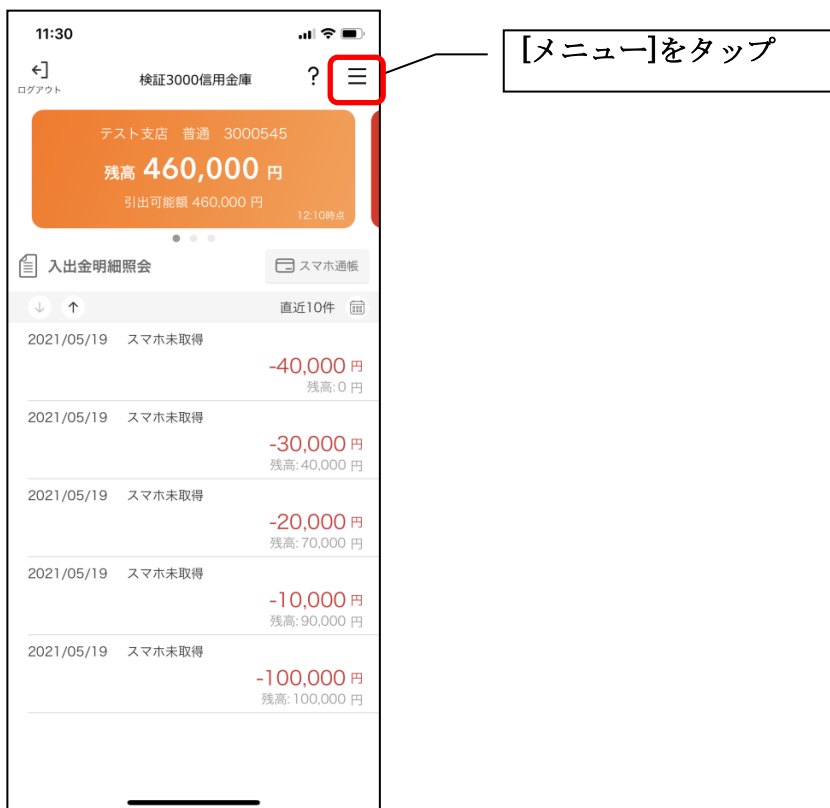 11:30
ログアウト
検証3000信用金庫
?
[メニュー]をタップ
テスト支店 普通 3000545
残高 460,000 円
引出可能額 460,000 円
12:10時点
入出金明細照会
スマホ通帳
↓ ↑ 直近10件
2021/05/19 スマホ未取得
-40,000 円
残高:0 円
2021/05/19 スマホ未取得
-30,000 円
残高:40,000 円
2021/05/19 スマホ未取得
-20,000 円
残高:70,000 円
2021/05/19 スマホ未取得
-10,000 円
残高:90,000 円
2021/05/19 スマホ未取得
-100,000 円
残高:100,000 円